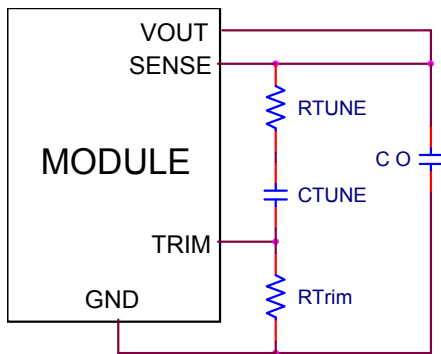 VOUT
SENSE
RTUNE
MODULE
C O
CTUNE
TRIM
RTrim
GND